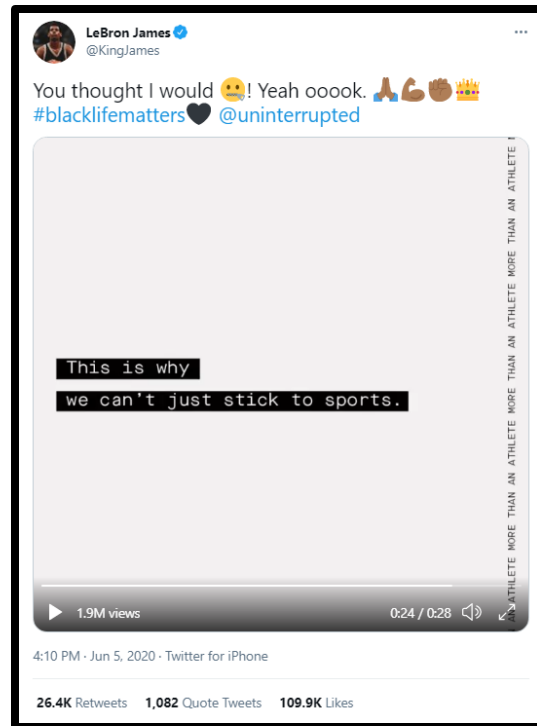 LeBron James
@KingJames
You thought I would 🤐! Yeah ooook. 🙏🏾💪🏾✊🏾👑
#blacklifematters🖤 @uninterrupted
This is why
we can't just stick to sports.
AN ATHLETE MORE THAN AN ATHLETE MORE THAN AN ATHLETE MORE THAN AN ATHLETE
1.9M views
0:24 / 0:28
4:10 PM · Jun 5, 2020 · Twitter for iPhone
26.4K Retweets 1,082 Quote Tweets 109.9K Likes